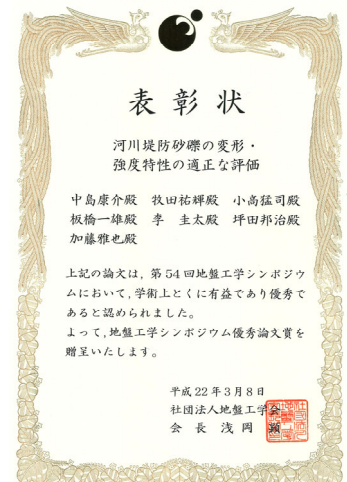 表彰状
河川堤防砂礫の変形・
強度特性の適正な評価
中島康介殿 牧田祐輝殿 小高猛司殿
板橋一雄殿 李 圭太殿 坪田邦治殿
加藤雅也殿
上記の論文は，第54回地盤工学シンポジウ
ムにおいて,学術上とくに有益であり優秀で
あると認められました。
よって,地盤工学シンポジウム優秀論文賞を
贈呈いたします。
平成22年3月8日
社団法人地盤工学会
会 長 浅 岡 顕